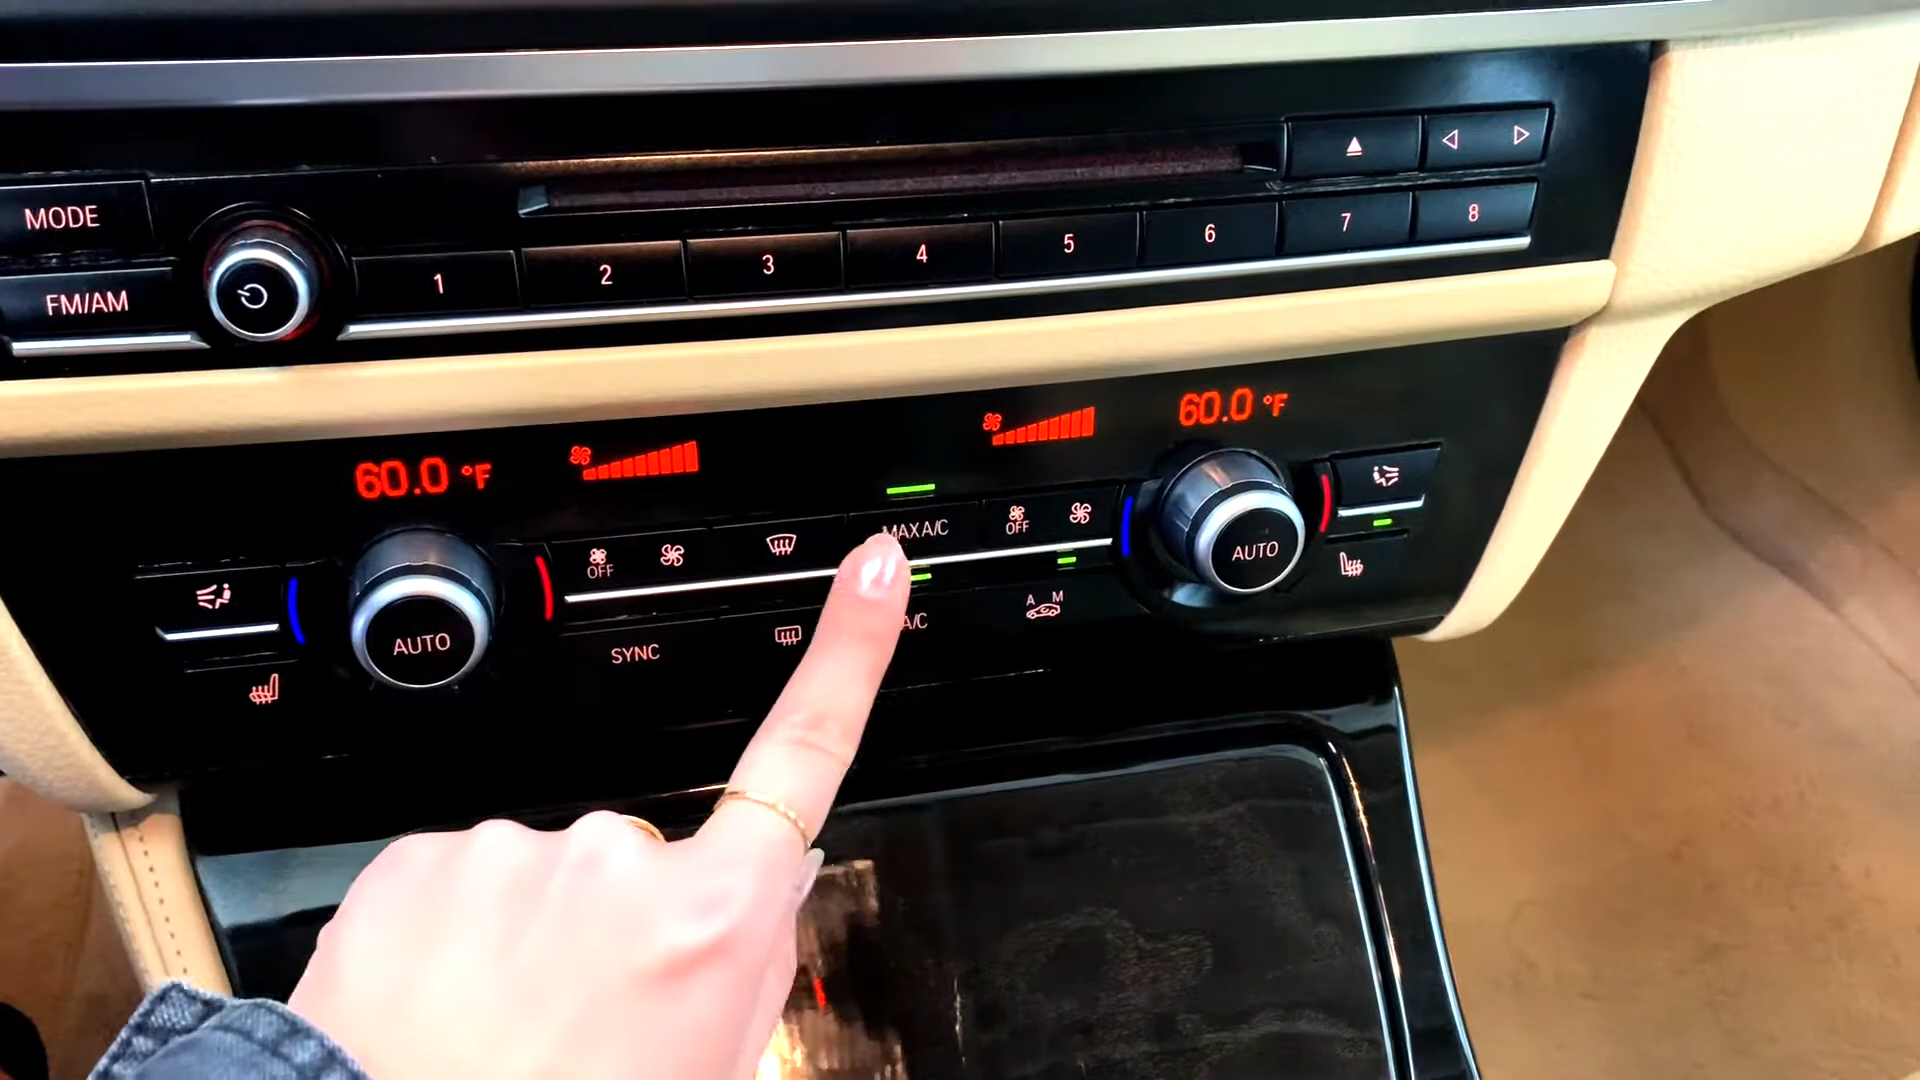 MODE
FM/AM
1 2 3 4 5 6 7 8
60.0 °F
60.0 °F
AUTO
OFF
MAX A/C
OFF
AUTO
SYNC
A/C
A M